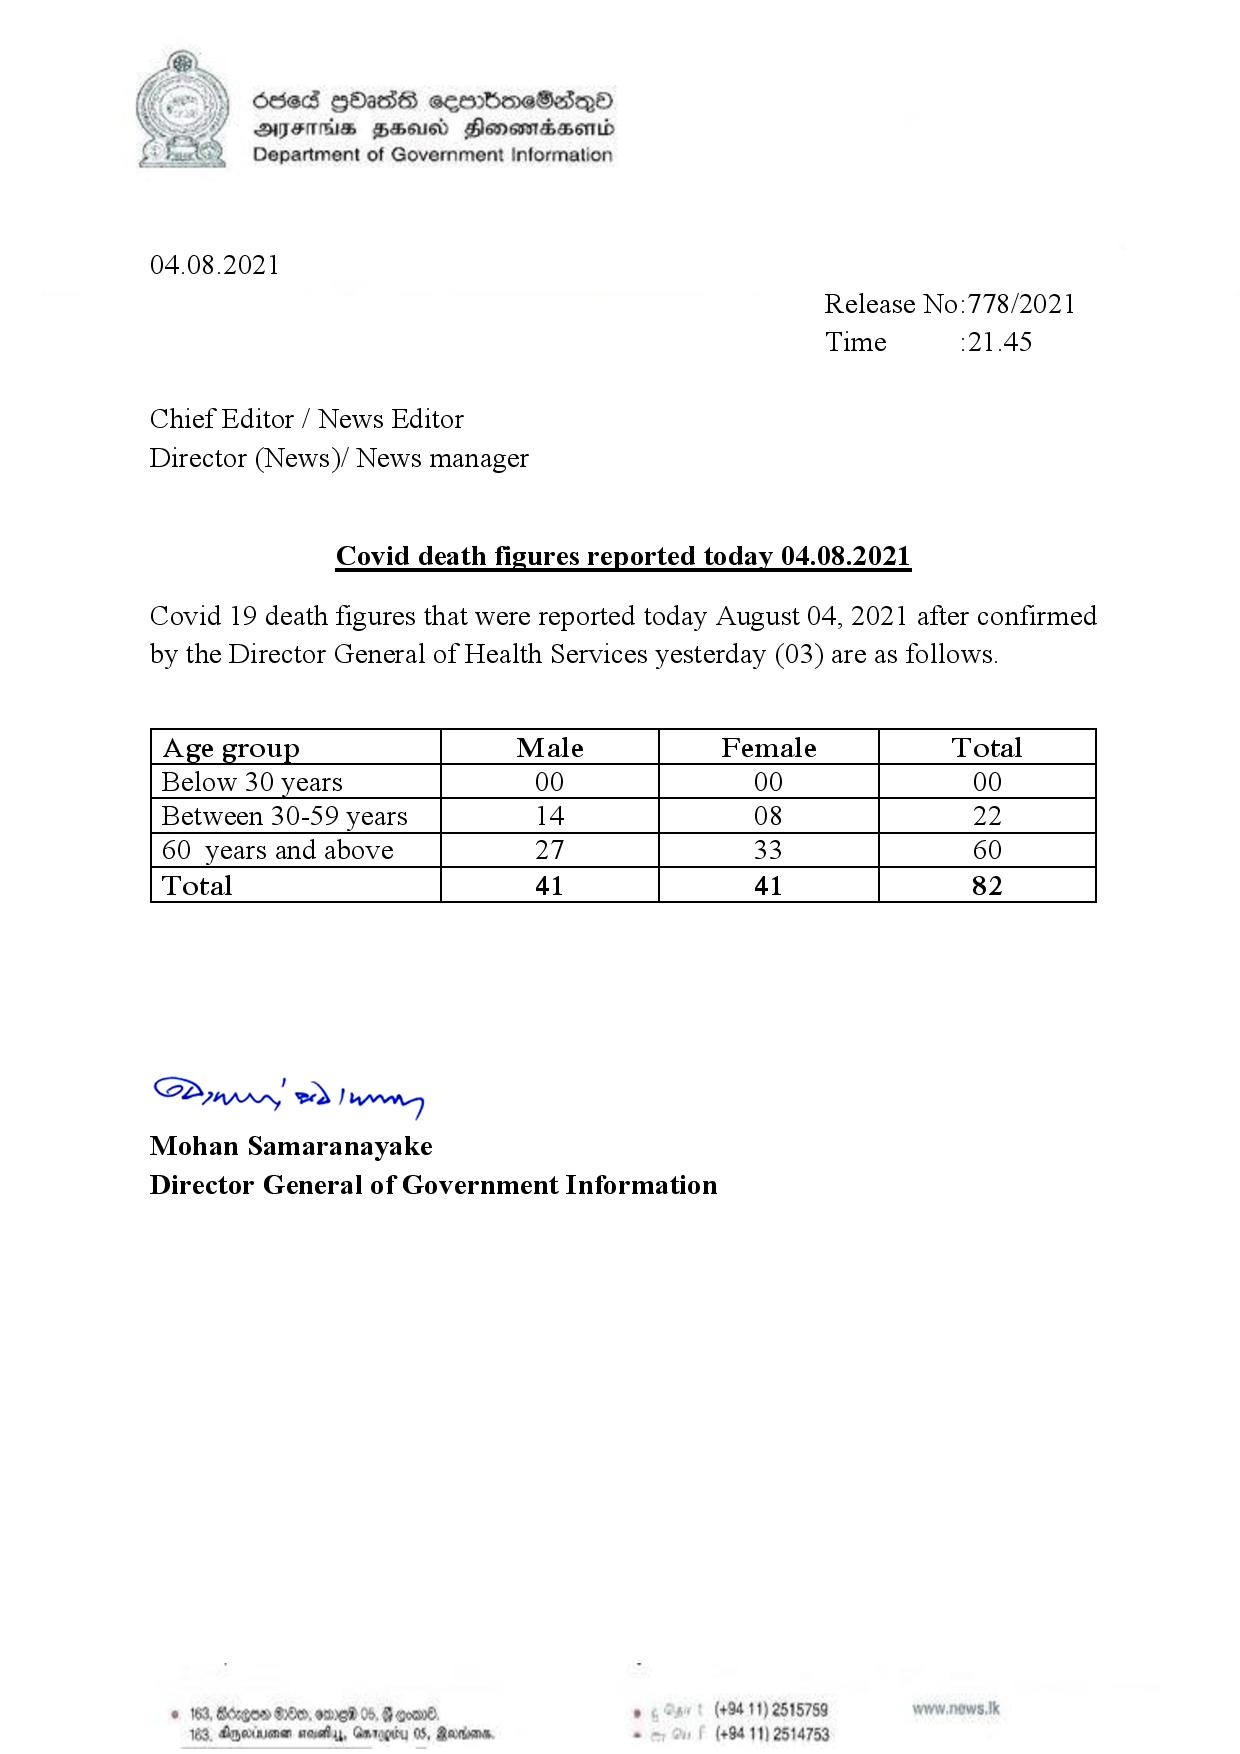 රජයේ ප්‍රවෘත්ති දෙපාර්තමේන්තුව
அரசாங்க தகவல் திணைக்களம்
Department of Government Information
04.08.2021
Release No:778/2021
Time :21.45
Chief Editor / News Editor
Director (News)/ News manager
Covid death figures reported today 04.08.2021
Covid 19 death figures that were reported today August 04, 2021 after confirmed
by the Director General of Health Services yesterday (03) are as follows.
Age group Male Female Total
Below 30 years 00 00 00
Between 30-59 years 14 08 22
60 years and above 27 33 60
Total 41 41 82
Mohan Samaranayake
Director General of Government Information
163, කිරුලපන මාවත, කොළඹ 05, ශ්‍රී ලංකාව. (+94 11) 2515759 www.news.lk
163, கிருலப்பனை எவனியூ, கொழும்பு 05, இலங்கை. (+94 11) 2514753